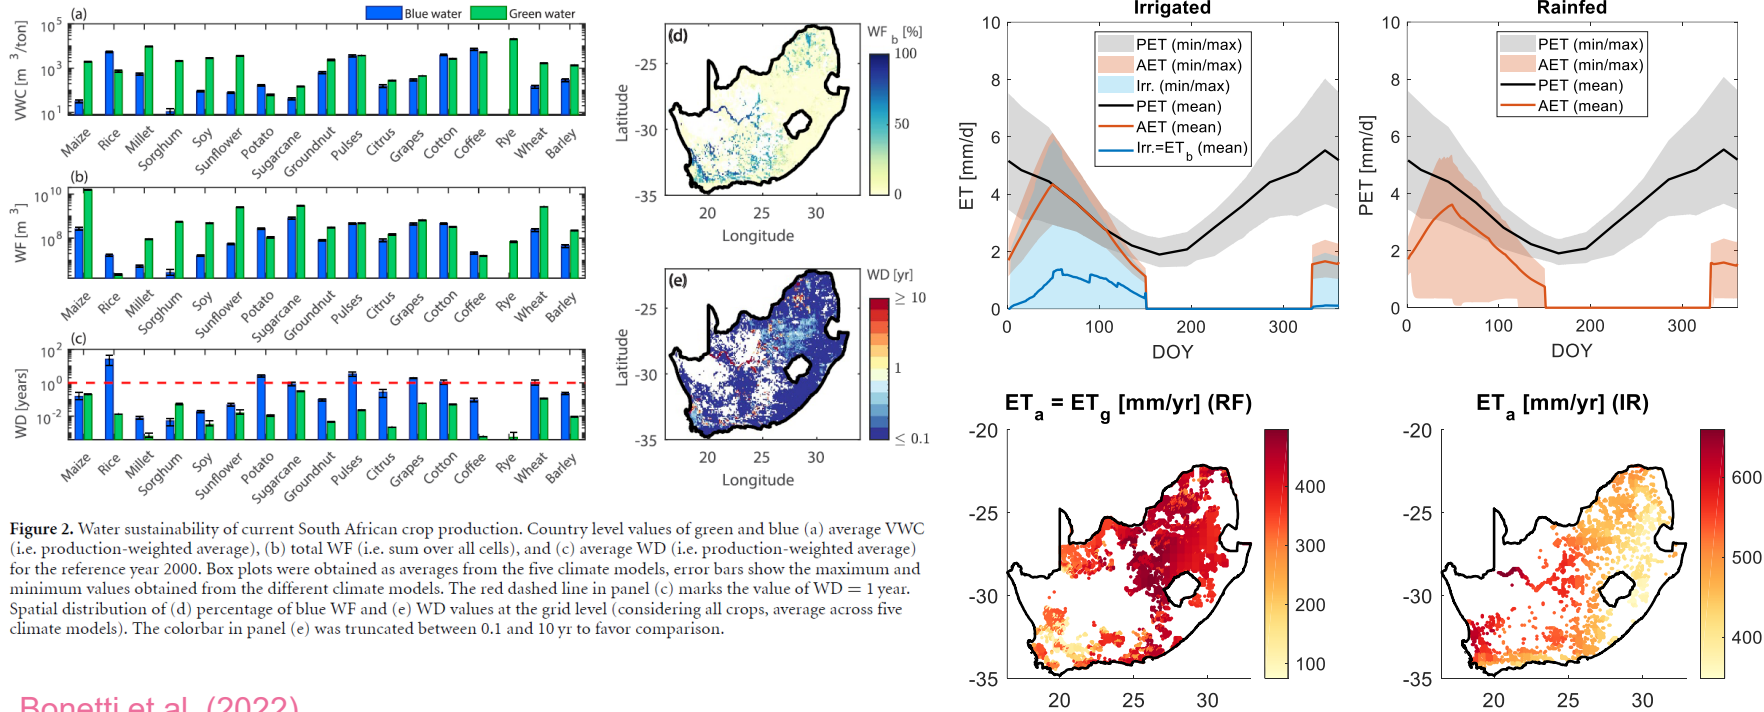 Blue water
Green water
(a)
VWC [m³/ton]
10⁵
10³
10¹
Maize
Rice
Millet
Sorghum
Soy
Sunflower
Potato
Sugarcane
Groundnut
Pulses
Citrus
Grapes
Cotton
Coffee
Rye
Wheat
Barley
(b)
WF [m³]
10¹⁰
10⁸
Maize
Rice
Millet
Sorghum
Soy
Sunflower
Potato
Sugarcane
Groundnut
Pulses
Citrus
Grapes
Cotton
Coffee
Rye
Wheat
Barley
(c)
WD [years]
10²
10⁰
10⁻²
Maize
Rice
Millet
Sorghum
Soy
Sunflower
Potato
Sugarcane
Groundnut
Pulses
Citrus
Grapes
Cotton
Coffee
Rye
Wheat
Barley
(d)
WF b [%]
100
50
0
Latitude
-25
-30
-35
20
25
30
Longitude
(e)
WD [yr]
≥ 10
1
≤ 0.1
Latitude
-25
-30
-35
20
25
30
Longitude
Figure 2. Water sustainability of current South African crop production. Country level values of green and blue (a) average VWC
(i.e. production-weighted average), (b) total WF (i.e. sum over all cells), and (c) average WD (i.e. production-weighted average)
for the reference year 2000. Box plots were obtained as averages from the five climate models, error bars show the maximum and
minimum values obtained from the different climate models. The red dashed line in panel (c) marks the value of WD = 1 year.
Spatial distribution of (d) percentage of blue WF and (e) WD values at the grid level (considering all crops, average across five
climate models). The colorbar in panel (e) was truncated between 0.1 and 10 yr to favor comparison.
Bonetti et al. (2022)
Irrigated
PET (min/max)
AET (min/max)
Irr. (min/max)
PET (mean)
AET (mean)
Irr.=ET b (mean)
ET [mm/d]
10
8
6
4
2
0
0
100
200
300
DOY
Rainfed
PET (min/max)
AET (min/max)
PET (mean)
AET (mean)
PET [mm/d]
10
8
6
4
2
0
0
100
200
300
DOY
ET a = ET g [mm/yr] (RF)
-20
-25
-30
-35
20
25
30
400
300
200
100
ET a [mm/yr] (IR)
-20
-25
-30
-35
20
25
30
600
500
400